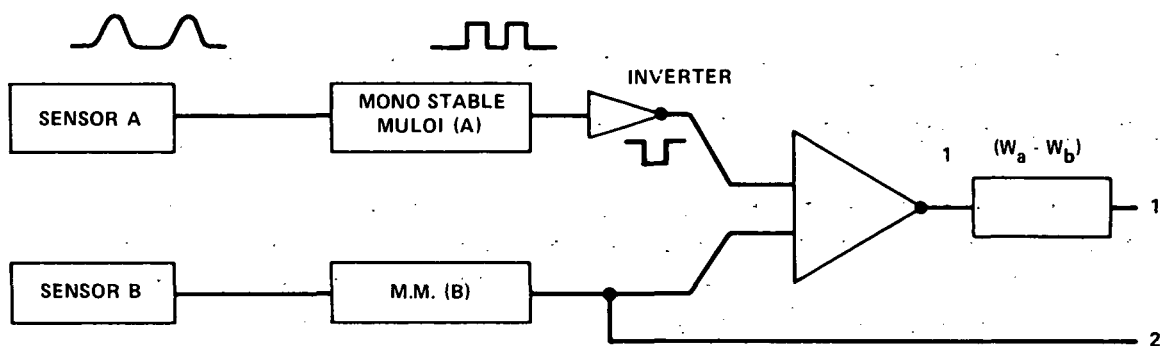 INVERTER
SENSOR A
MONO STABLE
MULOI (A)
1
(Wa - Wb)
1
SENSOR B
M.M. (B)
2